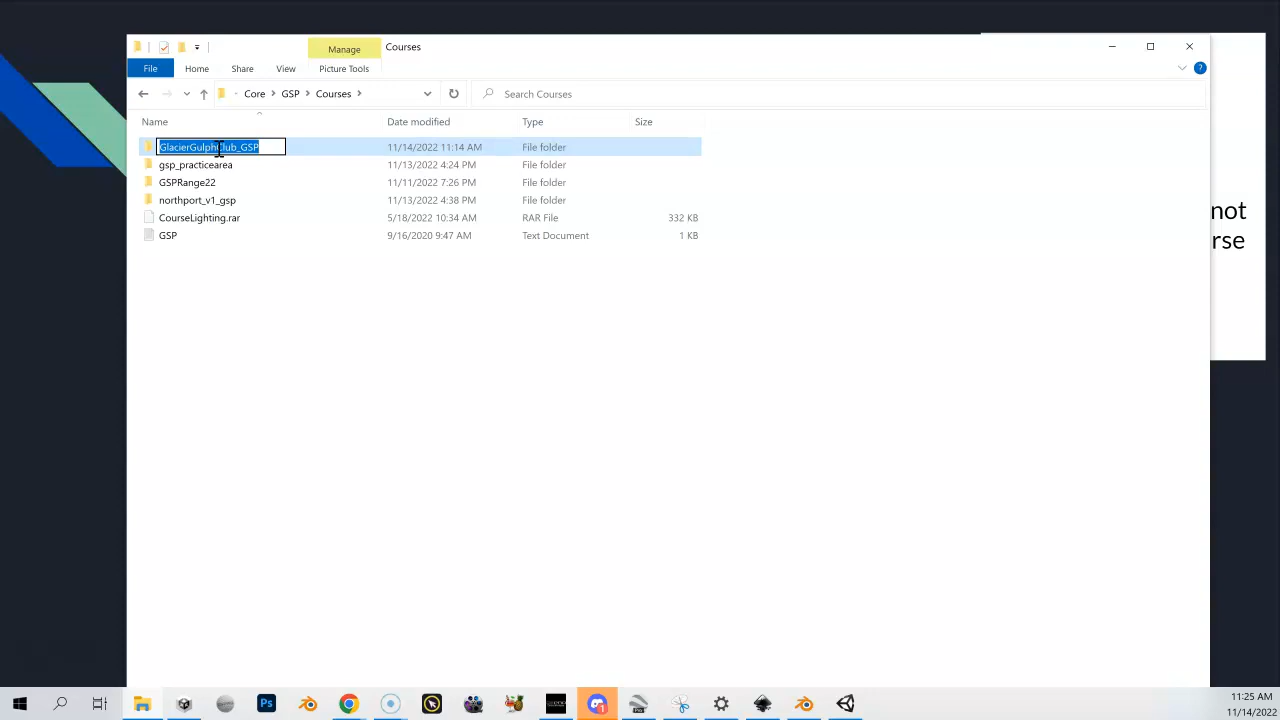 Manage Courses
File Home Share View Picture Tools
Core GSP Courses Search Courses
Name Date modified Type Size
GlacierGulphClub_GSP 11/14/2022 11:14 AM File folder
gsp_practicearea 11/13/2022 4:24 PM File folder
GSPRange22 11/11/2022 7:26 PM File folder
northport_v1_gsp 11/13/2022 4:38 PM File folder
CourseLighting.rar 5/18/2022 10:34 AM RAR File 332 KB
GSP 9/16/2020 9:47 AM Text Document 1 KB
not
rse
Ps
11:25 AM
11/14/2022